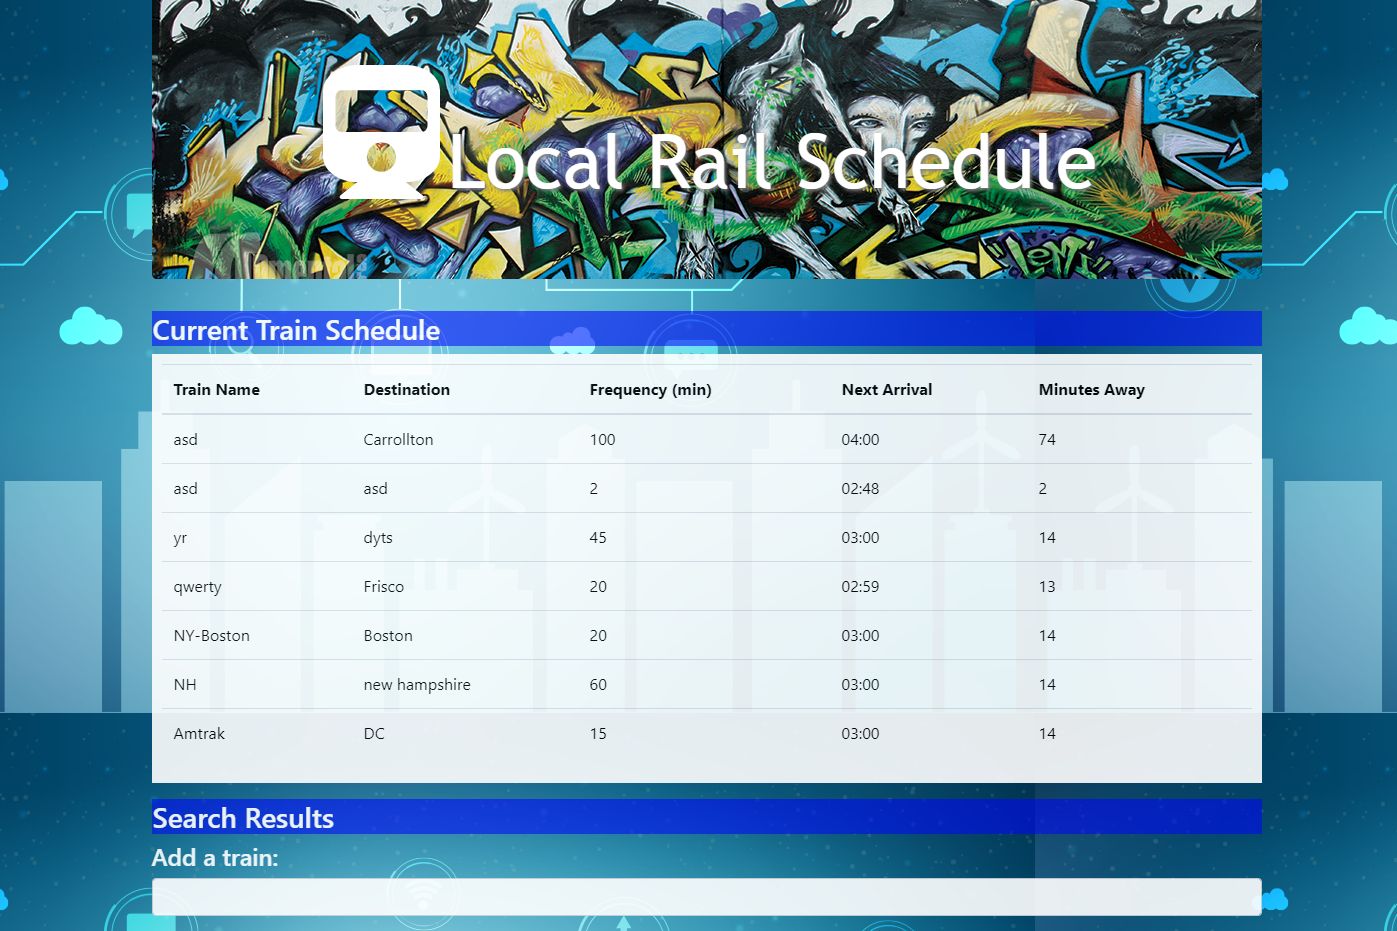 Local Rail Schedule
Current Train Schedule
Train Name Destination Frequency (min) Next Arrival Minutes Away
asd Carrollton 100 04:00 74
asd asd 2 02:48 2
yr dyts 45 03:00 14
qwerty Frisco 20 02:59 13
NY-Boston Boston 20 03:00 14
NH new hampshire 60 03:00 14
Amtrak DC 15 03:00 14
Search Results
Add a train: